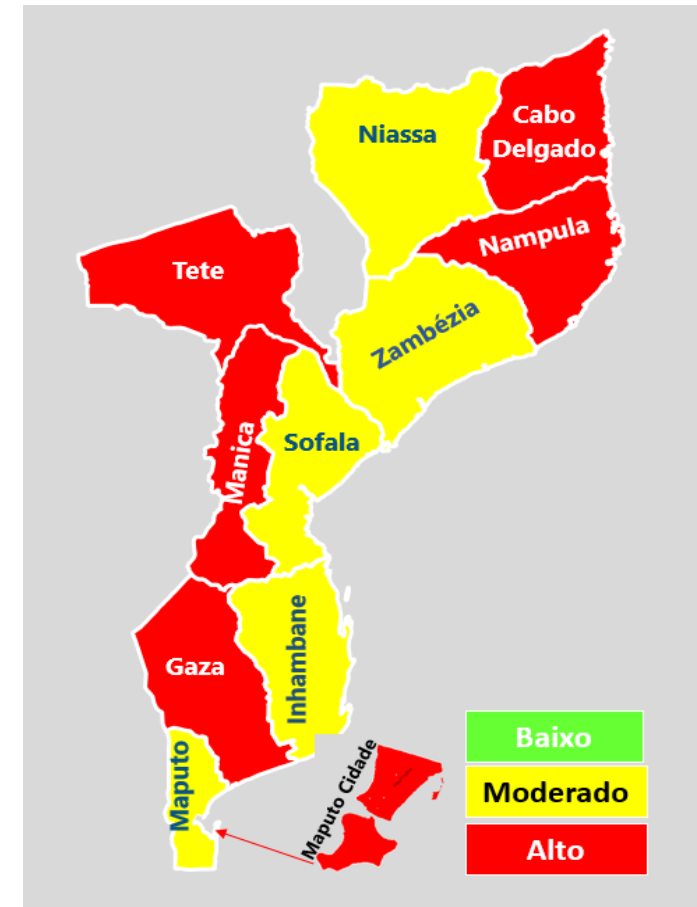 Cabo
Delgado
Niassa
Nampula
Tete
Zambézia
Manica
Sofala
Inhambane
Gaza
Maputo
Maputo Cidade
Baixo
Moderado
Alto